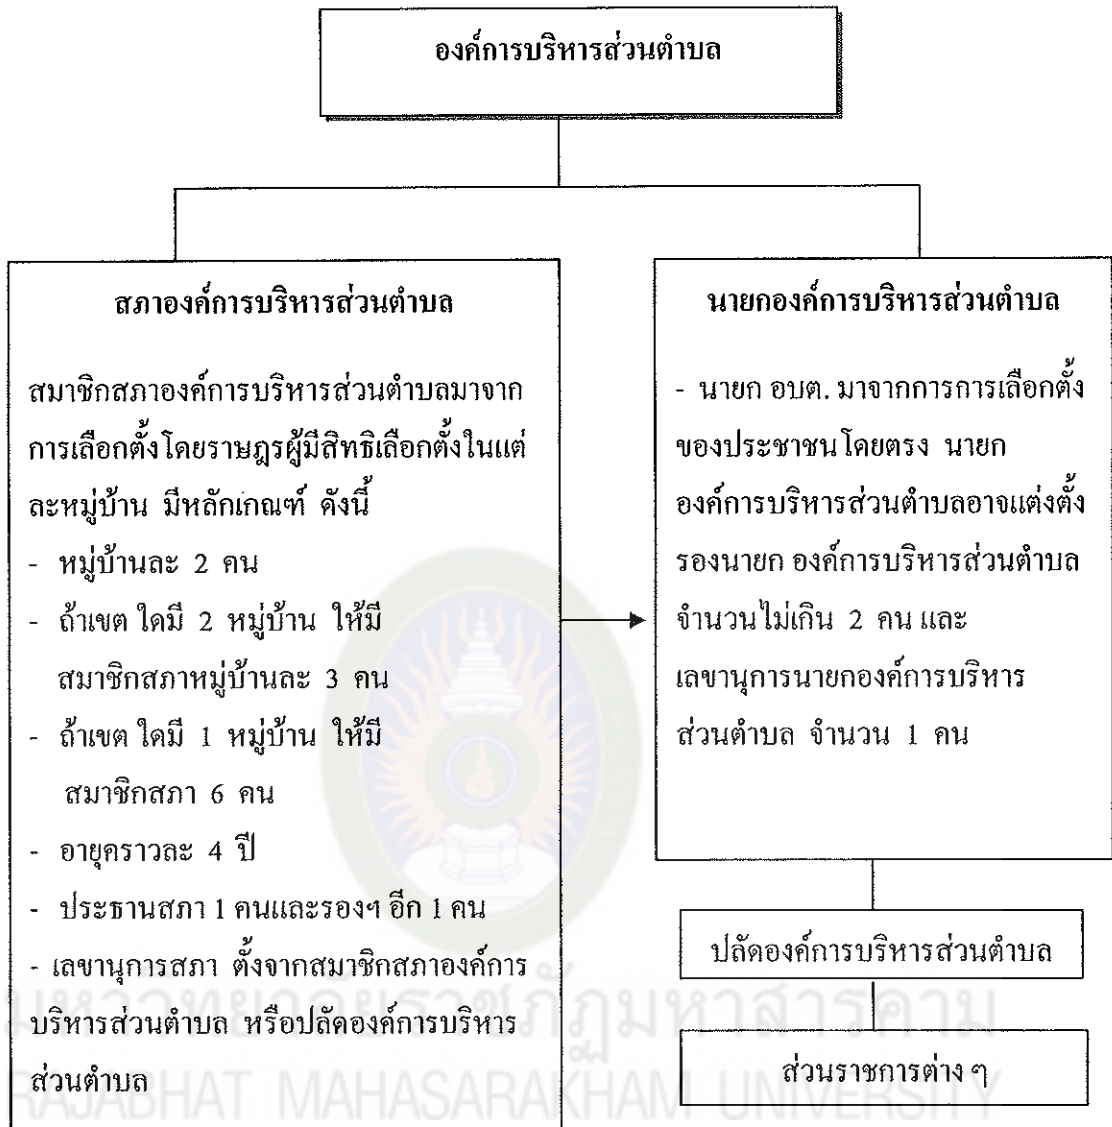 องค์การบริหารส่วนตำบล
สภาองค์การบริหารส่วนตำบล
สมาชิกสภาองค์การบริหารส่วนตำบลมาจาก
การเลือกตั้งโดยราษฎรผู้มีสิทธิเลือกตั้งในแต่
ละหมู่บ้าน มีหลักเกณฑ์ ดังนี้
- หมู่บ้านละ 2 คน
- ถ้าเขต ใดมี 2 หมู่บ้าน ให้มี
สมาชิกสภาหมู่บ้านละ 3 คน
- ถ้าเขต ใดมี 1 หมู่บ้าน ให้มี
สมาชิกสภา 6 คน
- อายุคราวละ 4 ปี
- ประธานสภา 1 คนและรองฯ อีก 1 คน
- เลขานุการสภา ตั้งจากสมาชิกสภาองค์การ
บริหารส่วนตำบล หรือปลัดองค์การบริหาร
ส่วนตำบล
นายกองค์การบริหารส่วนตำบล
- นายก อบต. มาจากการการเลือกตั้ง
ของประชาชนโดยตรง นายก
องค์การบริหารส่วนตำบลอาจแต่งตั้ง
รองนายก องค์การบริหารส่วนตำบล
จำนวนไม่เกิน 2 คน และ
เลขานุการนายกองค์การบริหาร
ส่วนตำบล จำนวน 1 คน
ปลัดองค์การบริหารส่วนตำบล
ส่วนราชการต่าง ๆ
มหาวิทยาลัยราชภัฏมหาสารคาม
RAJABHAT MAHASARAKHAM UNIVERSITY